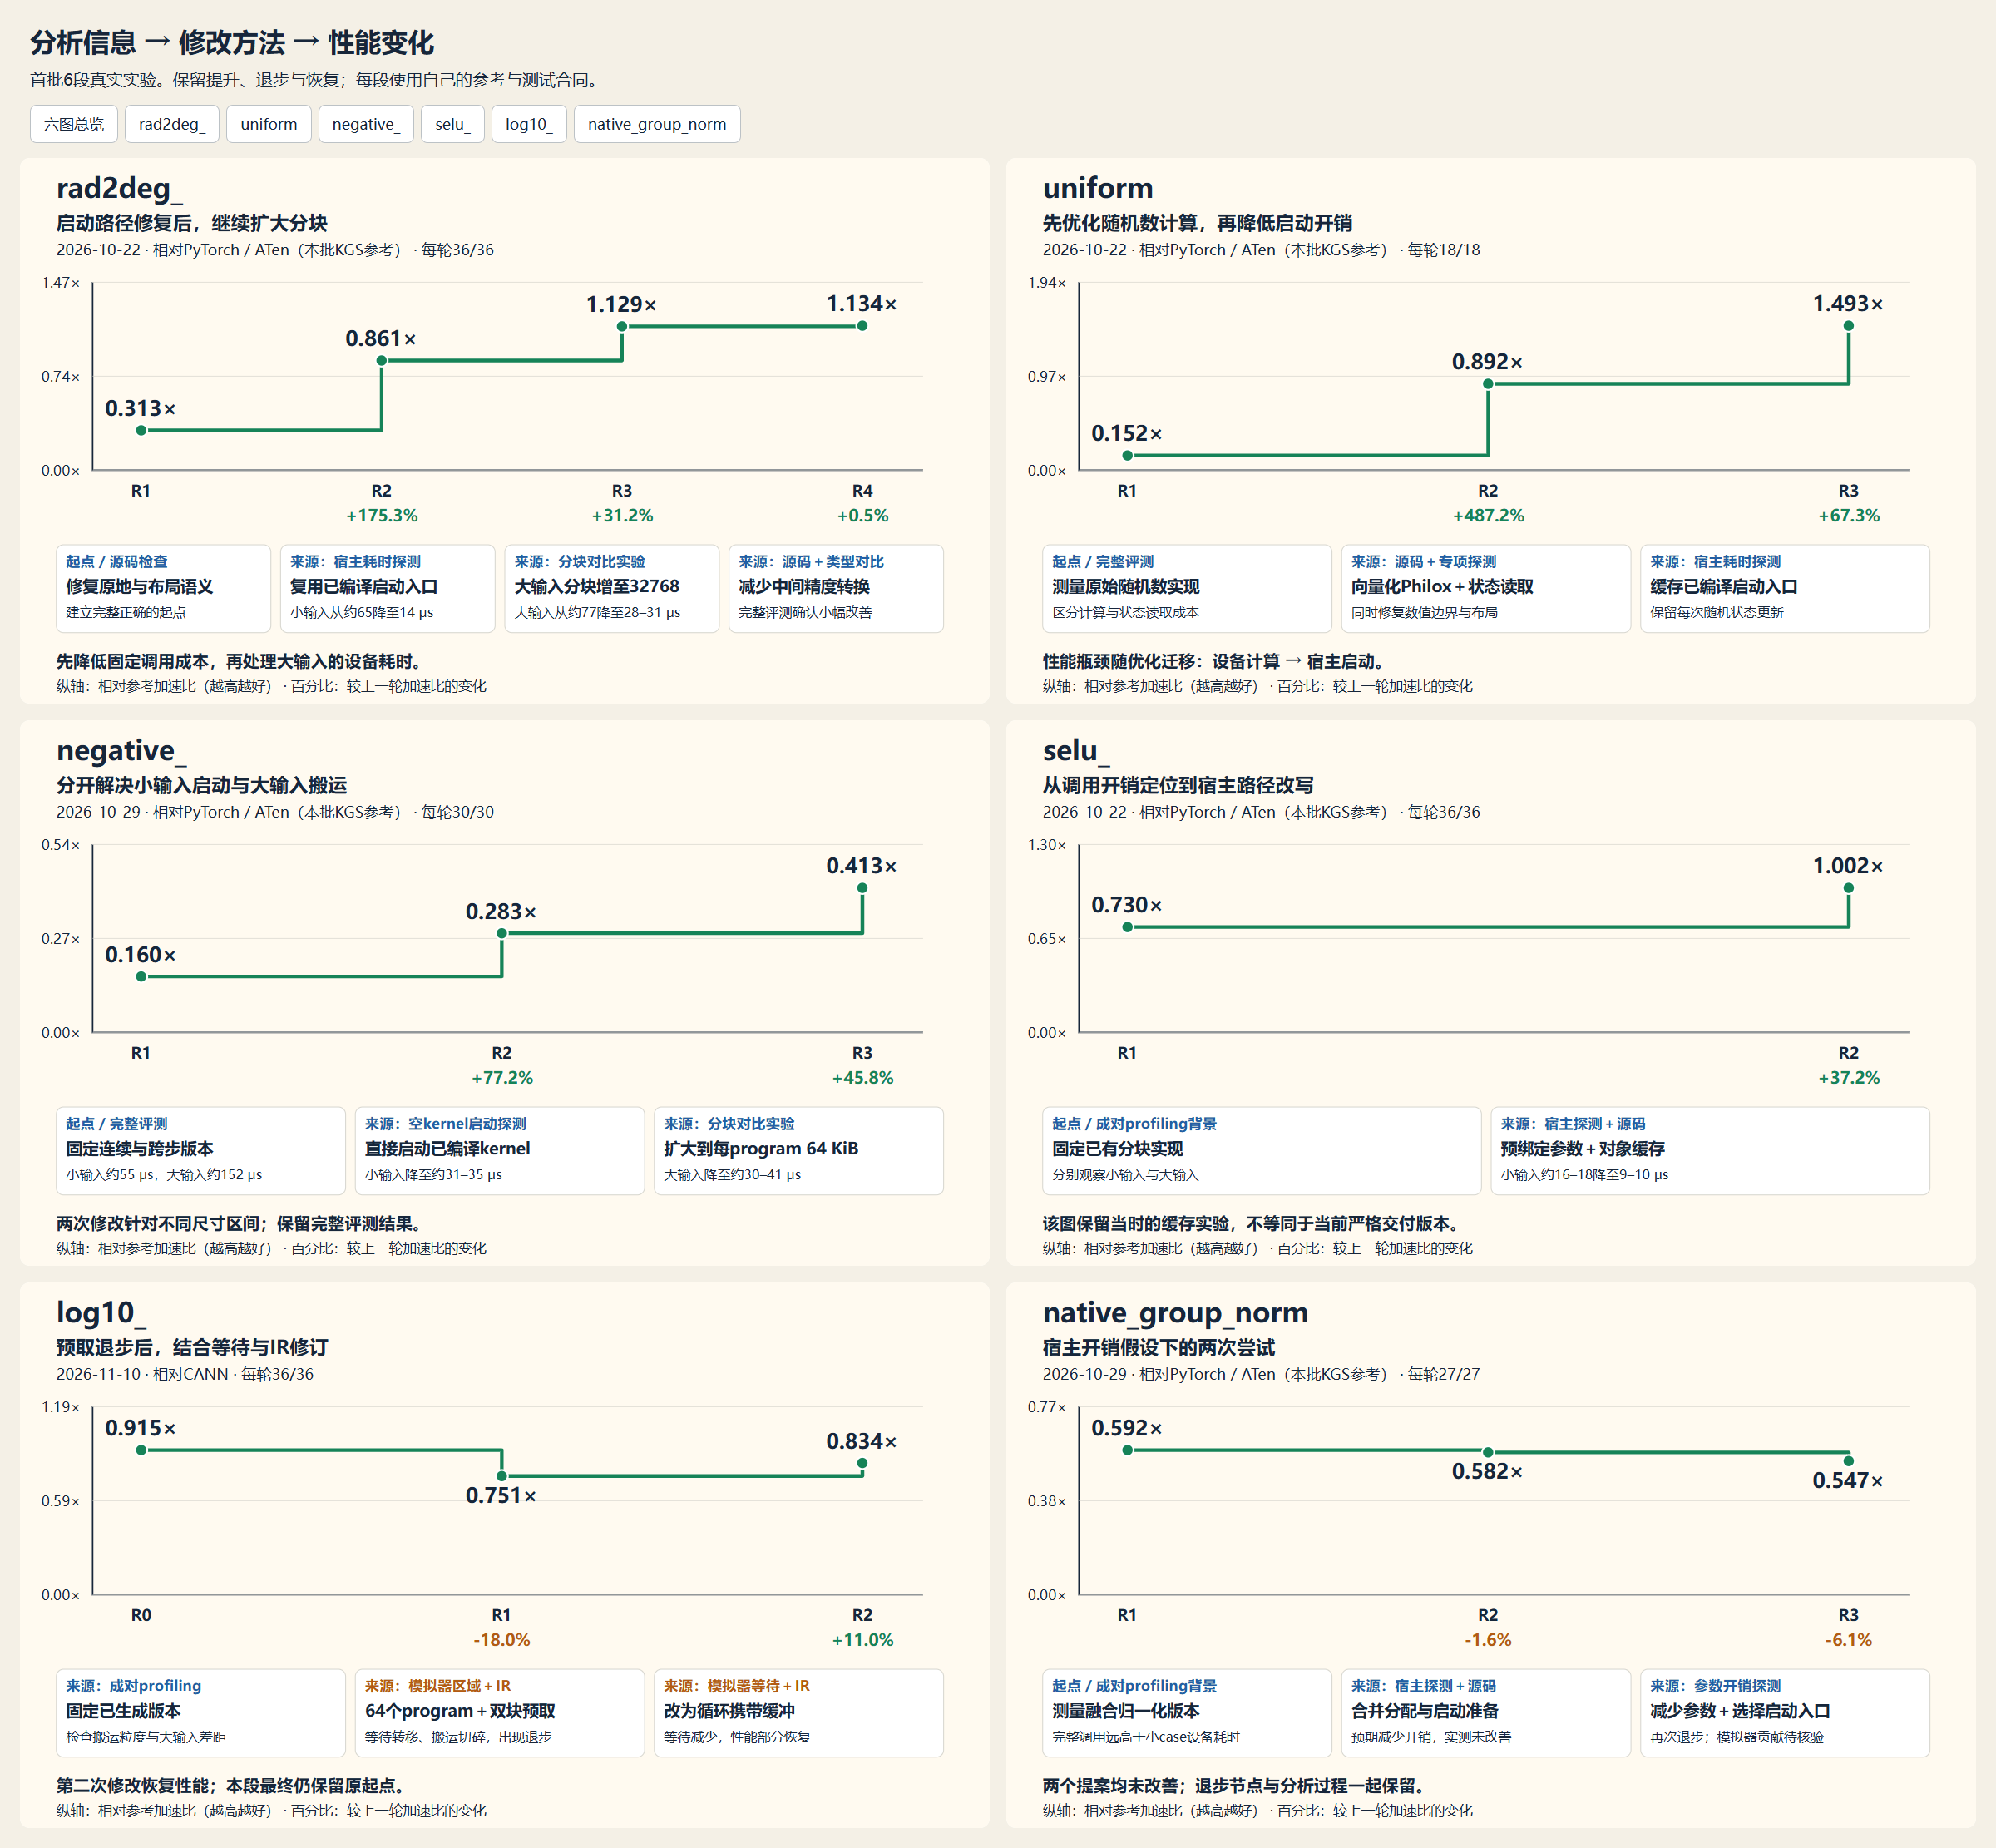 分析信息 → 修改方法 → 性能变化
首批6段真实实验。保留提升、退步与恢复；每段使用自己的参考与测试合同。
六图总览 rad2deg_ uniform negative_ selu_ log10_ native_group_norm
rad2deg_
启动路径修复后，继续扩大分块
2026-10-22 · 相对PyTorch / ATen（本批KGS参考） · 每轮36/36
1.47×
0.74×
0.00×
0.313×
0.861×
1.129×
1.134×
R1 R2 R3 R4
+175.3% +31.2% +0.5%
起点 / 源码检查
修复原地与布局语义
建立完整正确的起点
来源：宿主耗时探测
复用已编译启动入口
小输入从约65降至14 μs
来源：分块对比实验
大输入分块增至32768
大输入从约77降至28–31 μs
来源：源码 + 类型对比
减少中间精度转换
完整评测确认小幅改善
先降低固定调用成本，再处理大输入的设备耗时。
纵轴：相对参考加速比（越高越好） · 百分比：较上一轮加速比的变化
uniform
先优化随机数计算，再降低启动开销
2026-10-22 · 相对PyTorch / ATen（本批KGS参考） · 每轮18/18
1.94×
0.97×
0.00×
0.152×
0.892×
1.493×
R1 R2 R3
+487.2% +67.3%
起点 / 完整评测
测量原始随机数实现
区分计算与状态读取成本
来源：源码 + 专项探测
向量化Philox + 状态读取
同时修复数值边界与布局
来源：宿主耗时探测
缓存已编译启动入口
保留每次随机状态更新
性能瓶颈随优化迁移：设备计算 → 宿主启动。
纵轴：相对参考加速比（越高越好） · 百分比：较上一轮加速比的变化
negative_
分开解决小输入启动与大输入搬运
2026-10-29 · 相对PyTorch / ATen（本批KGS参考） · 每轮30/30
0.54×
0.27×
0.00×
0.160×
0.283×
0.413×
R1 R2 R3
+77.2% +45.8%
起点 / 完整评测
固定连续与跨步版本
小输入约55 μs，大输入约152 μs
来源：空kernel启动探测
直接启动已编译kernel
小输入降至约31–35 μs
来源：分块对比实验
扩大到每program 64 KiB
大输入降至约30–41 μs
两次修改针对不同尺寸区间；保留完整评测结果。
纵轴：相对参考加速比（越高越好） · 百分比：较上一轮加速比的变化
selu_
从调用开销定位到宿主路径改写
2026-10-22 · 相对PyTorch / ATen（本批KGS参考） · 每轮36/36
1.30×
0.65×
0.00×
0.730×
1.002×
R1 R2
+37.2%
起点 / 成对profiling背景
固定已有分块实现
分别观察小输入与大输入
来源：宿主探测 + 源码
预绑定参数 + 对象缓存
小输入约16–18降至9–10 μs
该图保留当时的缓存实验，不等同于当前严格交付版本。
纵轴：相对参考加速比（越高越好） · 百分比：较上一轮加速比的变化
log10_
预取退步后，结合等待与IR修订
2026-11-10 · 相对CANN · 每轮36/36
1.19×
0.59×
0.00×
0.915×
0.751×
0.834×
R0 R1 R2
-18.0% +11.0%
来源：成对profiling
固定已生成版本
检查搬运粒度与大输入差距
来源：模拟器区域 + IR
64个program + 双块预取
等待转移、搬运切碎，出现退步
来源：模拟器等待 + IR
改为循环携带缓冲
等待减少，性能部分恢复
第二次修改恢复性能；本段最终仍保留原起点。
纵轴：相对参考加速比（越高越好） · 百分比：较上一轮加速比的变化
native_group_norm
宿主开销假设下的两次尝试
2026-10-29 · 相对PyTorch / ATen（本批KGS参考） · 每轮27/27
0.77×
0.38×
0.00×
0.592×
0.582×
0.547×
R1 R2 R3
-1.6% -6.1%
起点 / 成对profiling背景
测量融合归一化版本
完整调用远高于小case设备耗时
来源：宿主探测 + 源码
合并分配与启动准备
预期减少开销，实测未改善
来源：参数开销探测
减少参数 + 选择启动入口
再次退步；模拟器贡献待核验
两个提案均未改善；退步节点与分析过程一起保留。
纵轴：相对参考加速比（越高越好） · 百分比：较上一轮加速比的变化